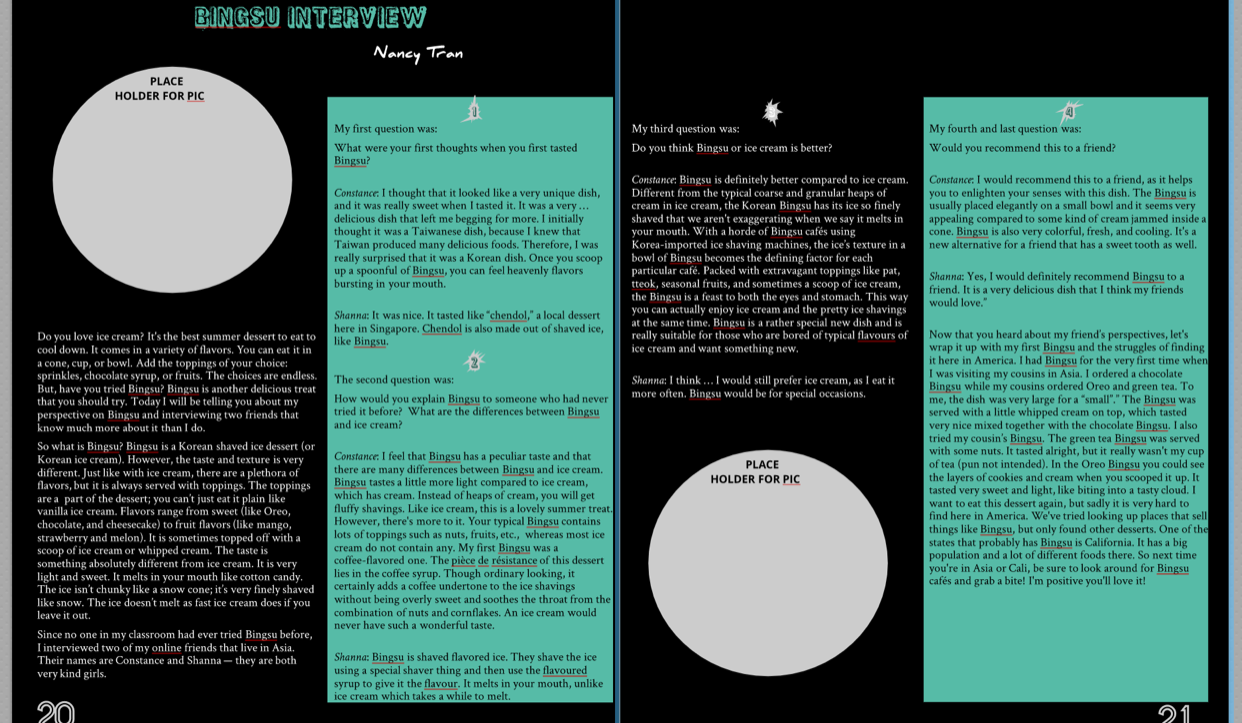 BINGSU INTERVIEW
Nancy Tran
PLACE
HOLDER FOR PIC
Do you love ice cream? It's the best summer dessert to eat to
cool down. It comes in a variety of flavors. You can eat it in
a cone, cup, or bowl. Add the toppings of your choice:
sprinkles, chocolate syrup, or fruits. The choices are endless.
But, have you tried Bingsu? Bingsu is another delicious treat
that you should try. Today I will be telling you about my
perspective on Bingsu and interviewing two friends that
know much more about it than I do.
So what is Bingsu? Bingsu is a Korean shaved ice dessert (or
Korean ice cream). However, the taste and texture is very
different. Just like with ice cream, there are a plethora of
flavors, but it is always served with toppings. The toppings
are a part of the dessert; you can't just eat it plain like
vanilla ice cream. Flavors range from sweet (like Oreo,
chocolate, and cheesecake) to fruit flavors (like mango,
strawberry and melon). It is sometimes topped off with a
scoop of ice cream or whipped cream. The taste is
something absolutely different from ice cream. It is very
light and sweet. It melts in your mouth like cotton candy.
The ice isn't chunky like a snow cone; it's very finely shaved
like snow. The ice doesn't melt as fast ice cream does if you
leave it out.
Since no one in my classroom had ever tried Bingsu before,
I interviewed two of my online friends that live in Asia.
Their names are Constance and Shanna — they are both
very kind girls.
20
1
My first question was:
What were your first thoughts when you first tasted
Bingsu?
Constance: I thought that it looked like a very unique dish,
and it was really sweet when I tasted it. It was a very ...
delicious dish that left me begging for more. I initially
thought it was a Taiwanese dish, because I knew that
Taiwan produced many delicious foods. Therefore, I was
really surprised that it was a Korean dish. Once you scoop
up a spoonful of Bingsu, you can feel heavenly flavors
bursting in your mouth.
Shanna: It was nice. It tasted like “chendol,” a local dessert
here in Singapore. Chendol is also made out of shaved ice,
like Bingsu.
2
The second question was:
How would you explain Bingsu to someone who had never
tried it before? What are the differences between Bingsu
and ice cream?
Constance: I feel that Bingsu has a peculiar taste and that
there are many differences between Bingsu and ice cream.
Bingsu tastes a little more light compared to ice cream,
which has cream. Instead of heaps of cream, you will get
fluffy shavings. Like ice cream, this is a lovely summer treat.
However, there's more to it. Your typical Bingsu contains
lots of toppings such as nuts, fruits, etc., whereas most ice
cream do not contain any. My first Bingsu was a
coffee-flavored one. The pièce de résistance of this dessert
lies in the coffee syrup. Though ordinary looking, it
certainly adds a coffee undertone to the ice shavings
without being overly sweet and soothes the throat from the
combination of nuts and cornflakes. An ice cream would
never have such a wonderful taste.
Shanna: Bingsu is shaved flavored ice. They shave the ice
using a special shaver thing and then use the flavoured
syrup to give it the flavour. It melts in your mouth, unlike
ice cream which takes a while to melt.
3
My third question was:
Do you think Bingsu or ice cream is better?
Constance: Bingsu is definitely better compared to ice cream.
Different from the typical coarse and granular heaps of
cream in ice cream, the Korean Bingsu has its ice so finely
shaved that we aren't exaggerating when we say it melts in
your mouth. With a horde of Bingsu cafés using
Korea-imported ice shaving machines, the ice's texture in a
bowl of Bingsu becomes the defining factor for each
particular café. Packed with extravagant toppings like pat,
tteok, seasonal fruits, and sometimes a scoop of ice cream,
the Bingsu is a feast to both the eyes and stomach. This way
you can actually enjoy ice cream and the pretty ice shavings
at the same time. Bingsu is a rather special new dish and is
really suitable for those who are bored of typical flavours of
ice cream and want something new.
Shanna: I think ... I would still prefer ice cream, as I eat it
more often. Bingsu would be for special occasions.
PLACE
HOLDER FOR PIC
4
My fourth and last question was:
Would you recommend this to a friend?
Constance: I would recommend this to a friend, as it helps
you to enlighten your senses with this dish. The Bingsu is
usually placed elegantly on a small bowl and it seems very
appealing compared to some kind of cream jammed inside a
cone. Bingsu is also very colorful, fresh, and cooling. It's a
new alternative for a friend that has a sweet tooth as well.
Shanna: Yes, I would definitely recommend Bingsu to a
friend. It is a very delicious dish that I think my friends
would love.”
Now that you heard about my friend's perspectives, let's
wrap it up with my first Bingsu and the struggles of finding
it here in America. I had Bingsu for the very first time when
I was visiting my cousins in Asia. I ordered a chocolate
Bingsu while my cousins ordered Oreo and green tea. To
me, the dish was very large for a “small”.” The Bingsu was
served with a little whipped cream on top, which tasted
very nice mixed together with the chocolate Bingsu. I also
tried my cousin's Bingsu. The green tea Bingsu was served
with some nuts. It tasted alright, but it really wasn't my cup
of tea (pun not intended). In the Oreo Bingsu you could see
the layers of cookies and cream when you scooped it up. It
tasted very sweet and light, like biting into a tasty cloud. I
want to eat this dessert again, but sadly it is very hard to
find here in America. We've tried looking up places that sell
things like Bingsu, but only found other desserts. One of the
states that probably has Bingsu is California. It has a big
population and a lot of different foods there. So next time
you're in Asia or Cali, be sure to look around for Bingsu
cafés and grab a bite! I'm positive you'll love it!
21